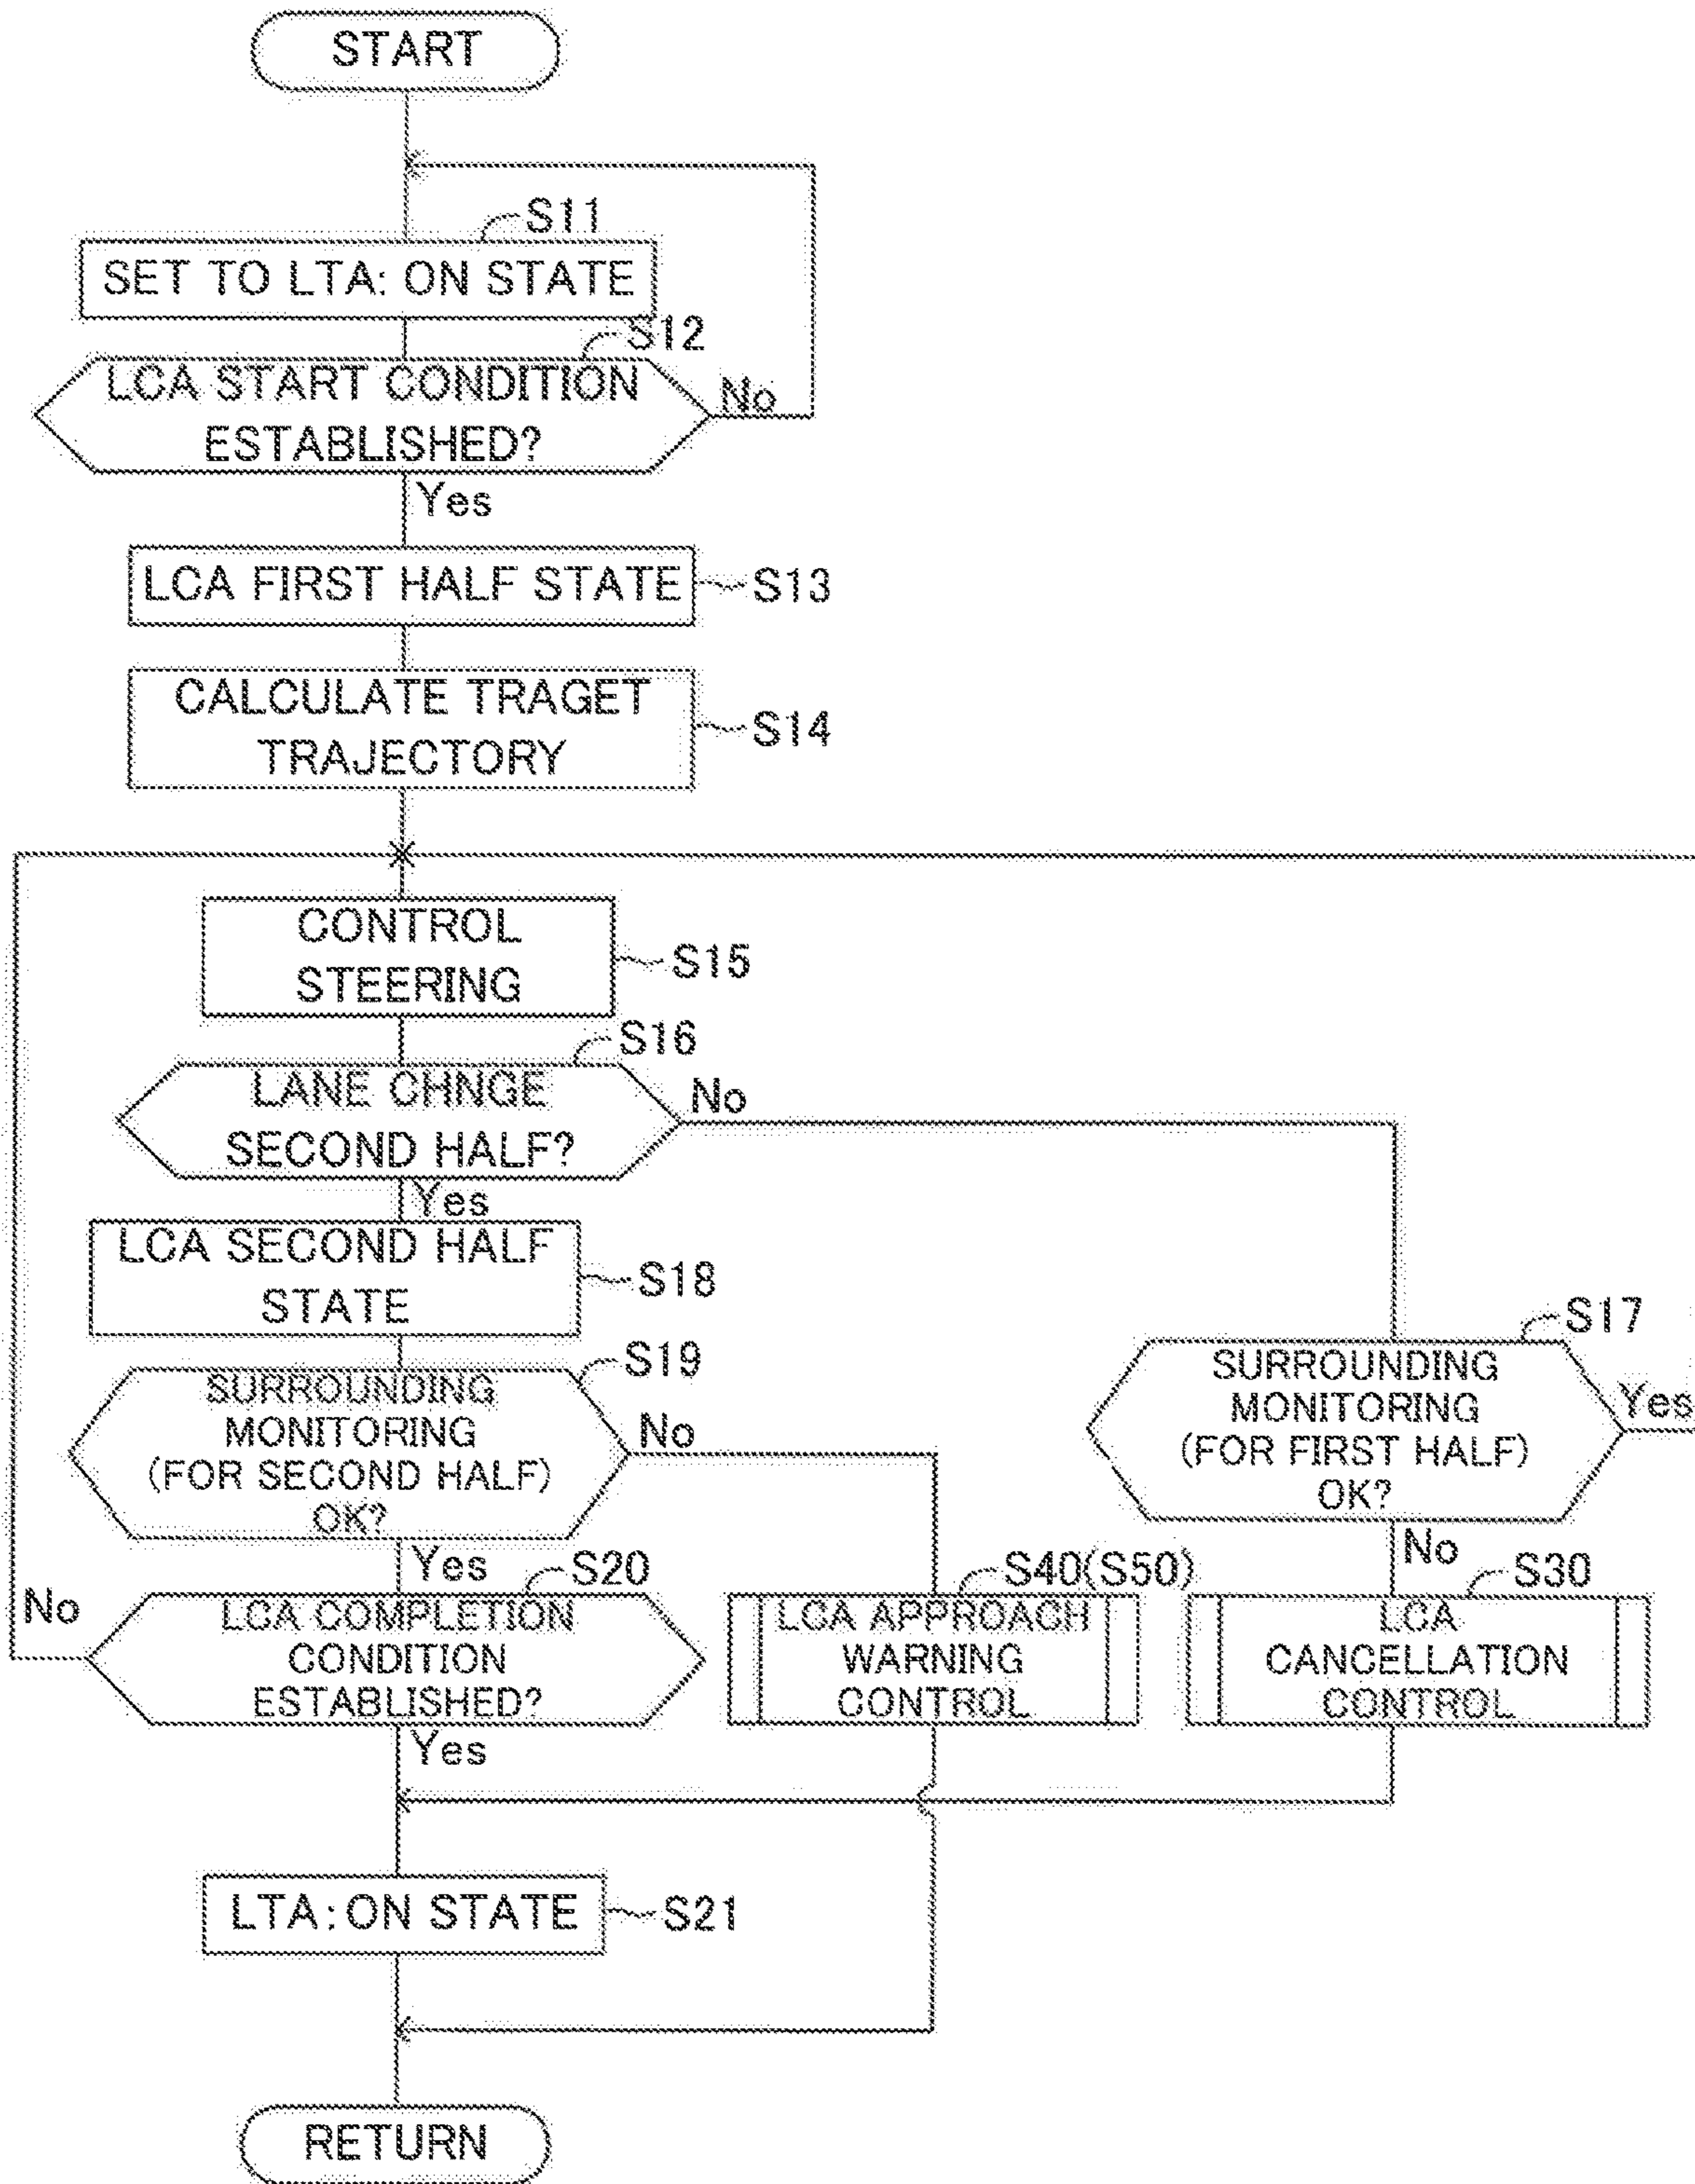 START
S11
SET TO LTA: ON STATE
S12
LCA START CONDITION
ESTABLISHED?
No
Yes
LCA FIRST HALF STATE
S13
CALCULATE TRAGET
TRAJECTORY
S14
CONTROL
STEERING
S15
S16
LANE CHNGE
SECOND HALF?
No
Yes
LCA SECOND HALF
STATE
S18
S17
SURROUNDING
MONITORING
(FOR FIRST HALF)
OK?
Yes
No
S19
SURROUNDING
MONITORING
(FOR SECOND HALF)
OK?
No
Yes
S20
LCA COMPLETION
CONDITION
ESTABLISHED?
No
Yes
S40(S50)
LCA APPROACH
WARNING
CONTROL
S30
LCA
CANCELLATION
CONTROL
LTA:ON STATE
S21
RETURN